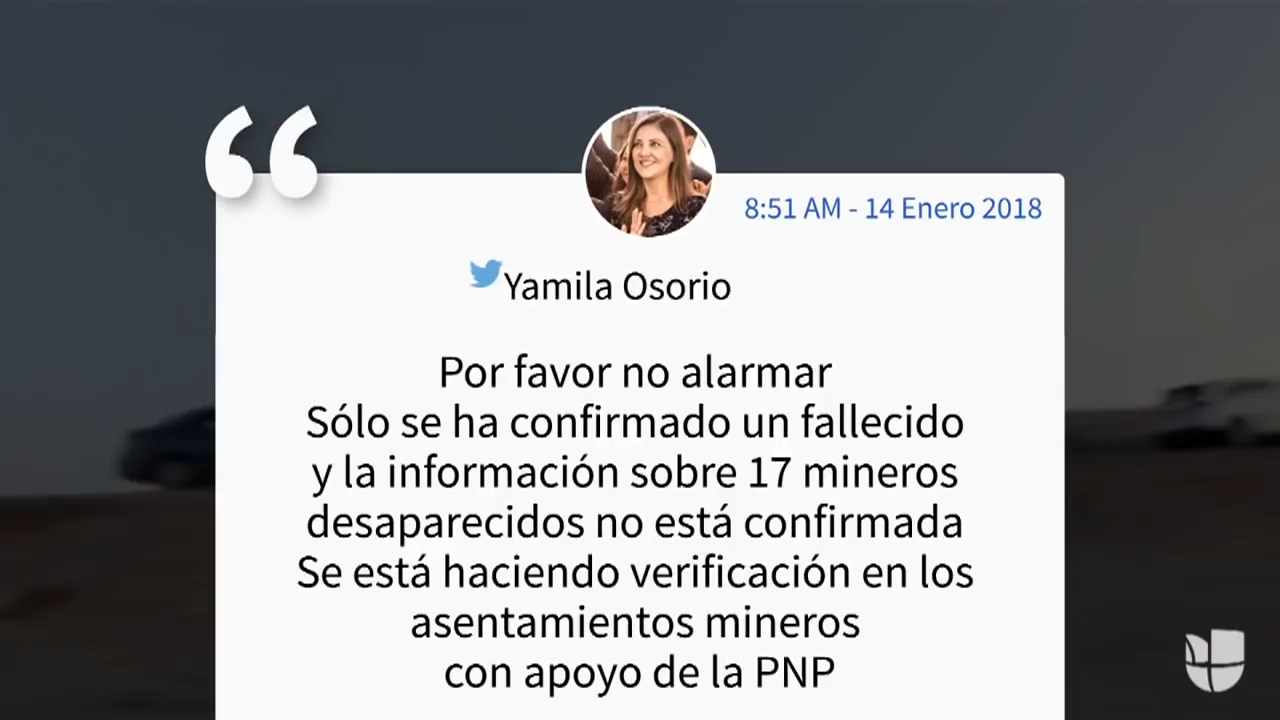 8:51 AM - 14 Enero 2018
Yamila Osorio
Por favor no alarmar
Sólo se ha confirmado un fallecido
y la información sobre 17 mineros
desaparecidos no está confirmada
Se está haciendo verificación en los
asentamientos mineros
con apoyo de la PNP